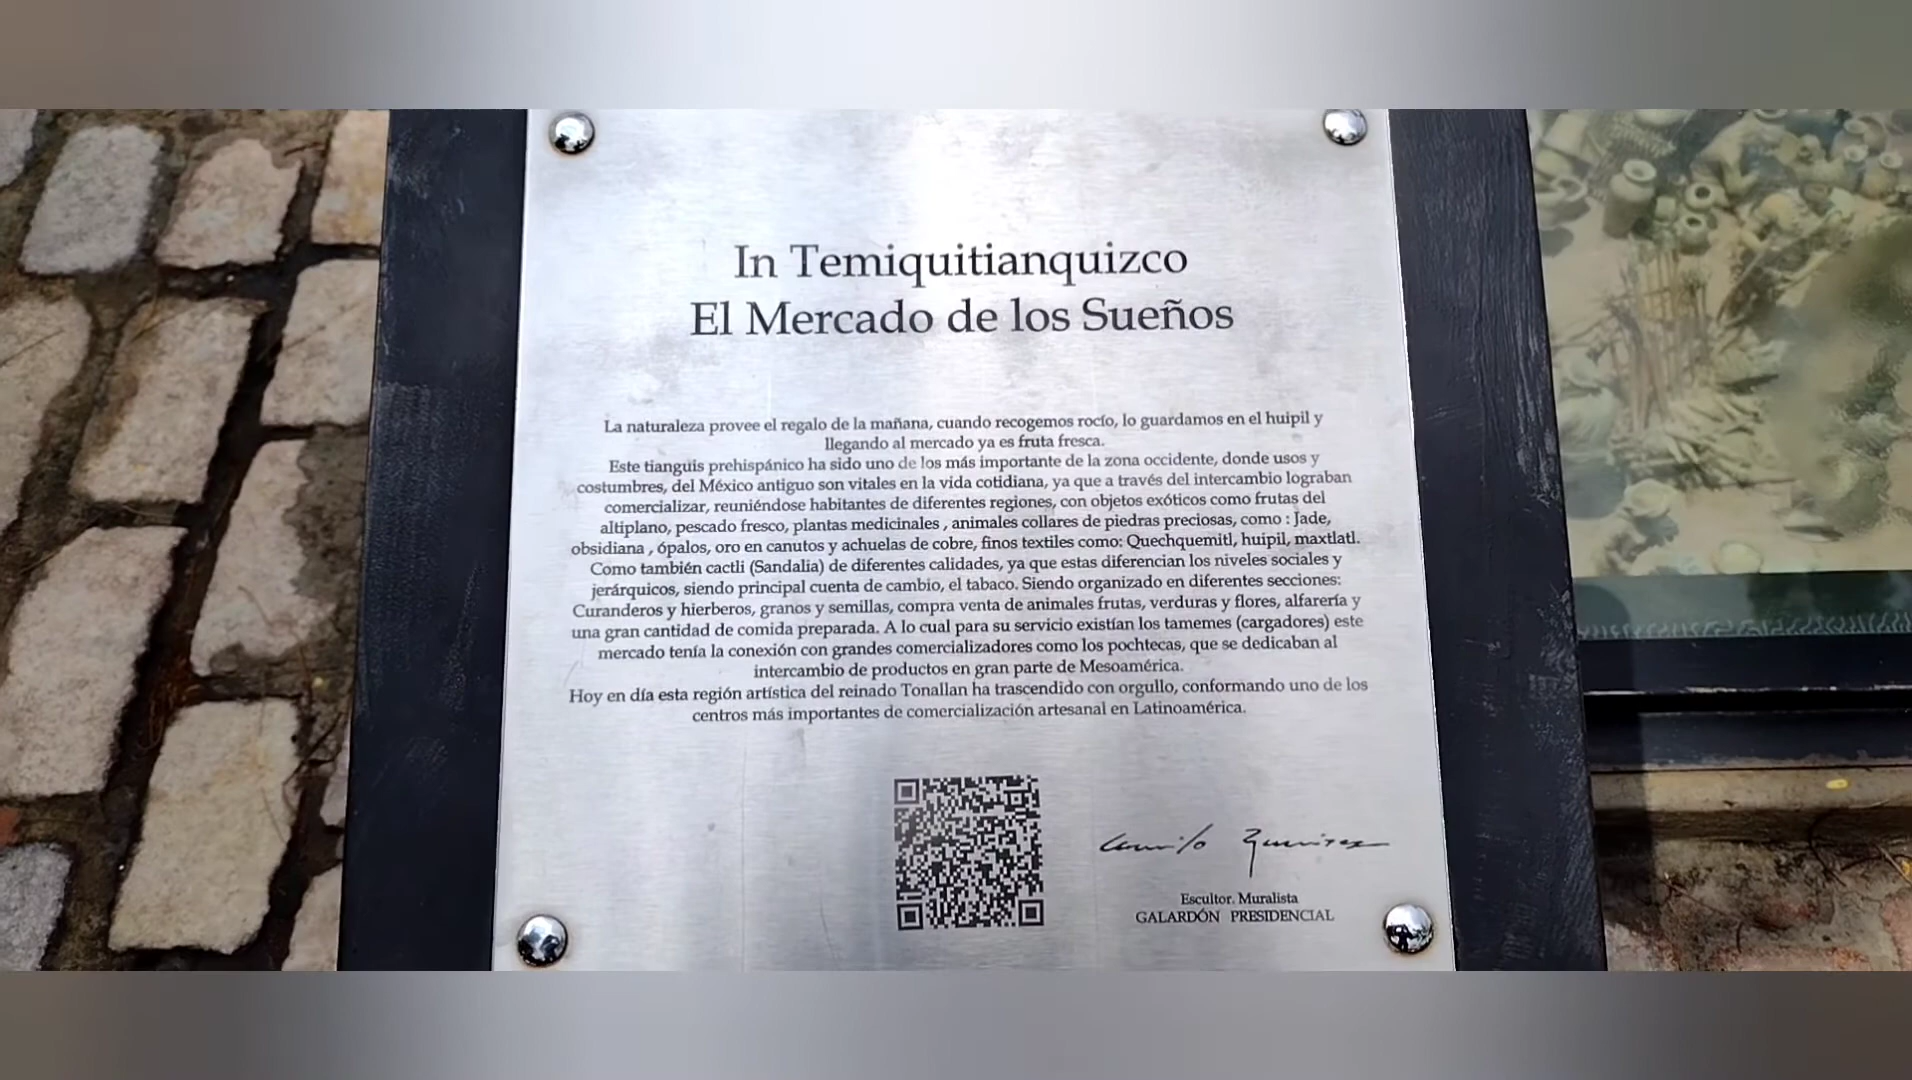 In Temiquitianquizco
El Mercado de los Sueños
La naturaleza provee el regalo de la mañana, cuando recogemos rocío, lo guardamos en el huipil y
llegando al mercado ya es fruta fresca.
Este tianguis prehispánico ha sido uno de los más importante de la zona occidente, donde usos y
costumbres, del México antiguo son vitales en la vida cotidiana, ya que a través del intercambio lograban
comercializar, reuniéndose habitantes de diferentes regiones, con objetos exóticos como frutas del
altiplano, pescado fresco, plantas medicinales , animales collares de piedras preciosas, como : Jade,
obsidiana , ópalos, oro en canutos y achuelas de cobre, finos textiles como: Quechquemitl, huipil, maxtlatl.
Como también cactli (Sandalia) de diferentes calidades, ya que estas diferencian los niveles sociales y
jerárquicos, siendo principal cuenta de cambio, el tabaco. Siendo organizado en diferentes secciones:
Curanderos y hierberos, granos y semillas, compra venta de animales frutas, verduras y flores, alfarería y
una gran cantidad de comida preparada. A lo cual para su servicio existían los tamemes (cargadores) este
mercado tenía la conexión con grandes comercializadores como los pochtecas, que se dedicaban al
intercambio de productos en gran parte de Mesoamérica.
Hoy en día esta región artística del reinado Tonallan ha trascendido con orgullo, conformando uno de los
centros más importantes de comercialización artesanal en Latinoamérica.
Escultor. Muralista
GALARDÓN PRESIDENCIAL